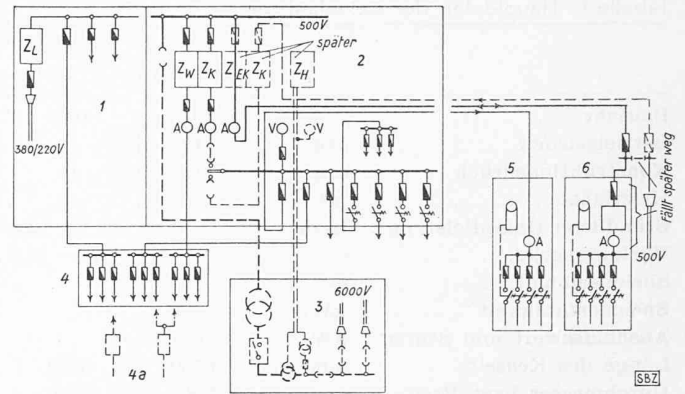 500V
später
Z_L
1
2
Z_W
Z_K
Z_EK
Z_K
Z_H
A
A
A
V
V
380/220V
5
6
A
A
Fällt später weg
500V
4
3
6000V
4a
SBZ